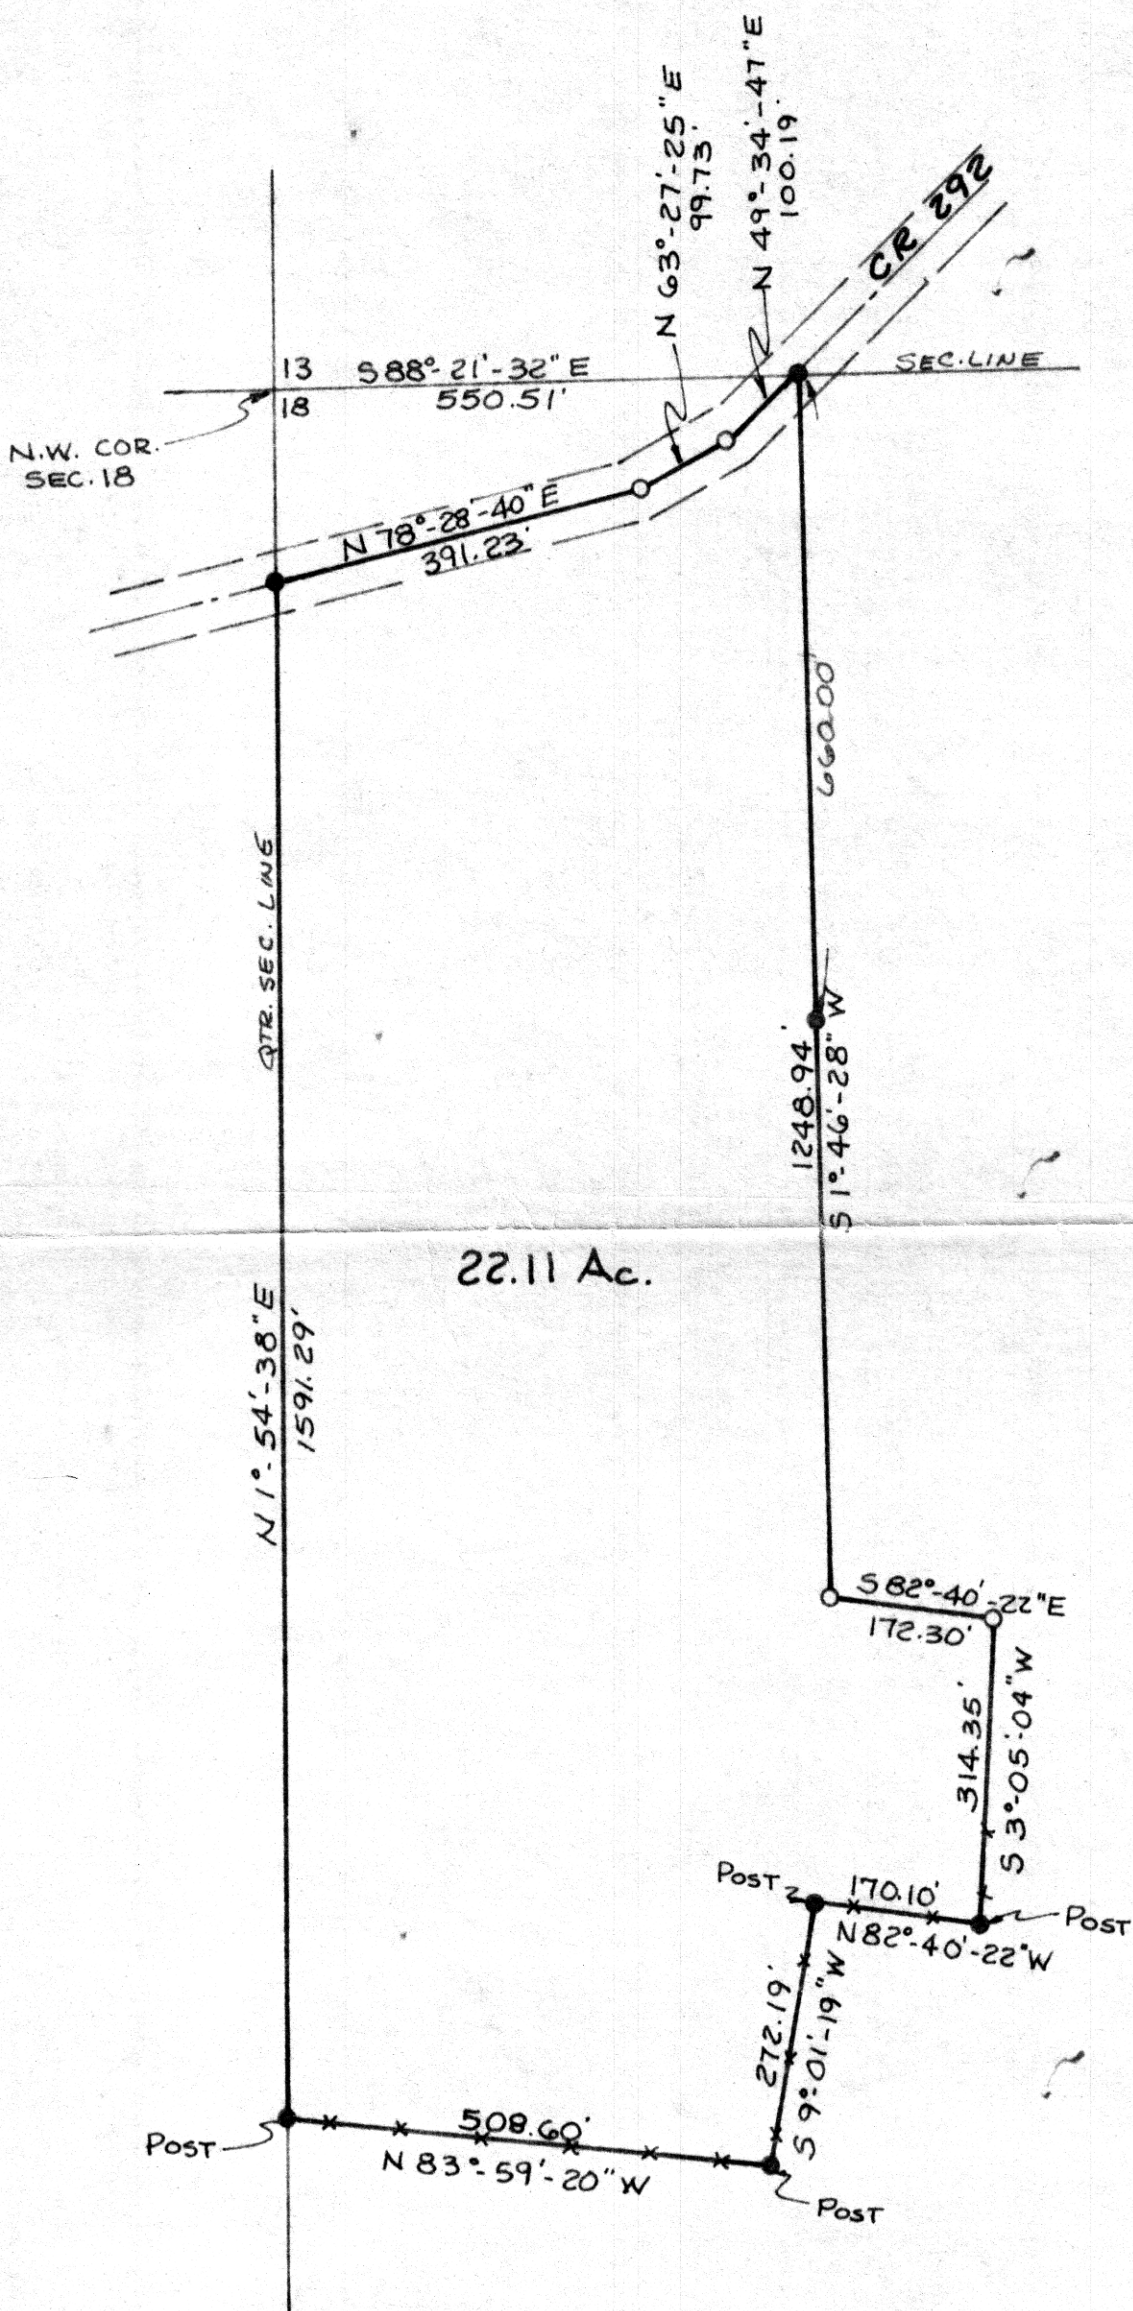 N 63°-27'-25" E
99.73'
N 49°-34'-47" E
100.19'
CR 292
13
18
S 88°-21'-32" E
550.51'
SEC. LINE
N.W. COR.
SEC. 18
N 78°-28'-40" E
391.23'
660.00'
QTR. SEC. LINE
1248.94'
S 1°-46'-28" W
22.11 Ac.
N 1°-54'-38" E
1591.29'
S 82°-40'-22" E
172.30'
314.35'
S 3°-05'-04" W
POST
170.10'
N 82°-40'-22" W
POST
272.19'
S 9°-01'-19" W
508.60'
N 83°-59'-20" W
POST
POST